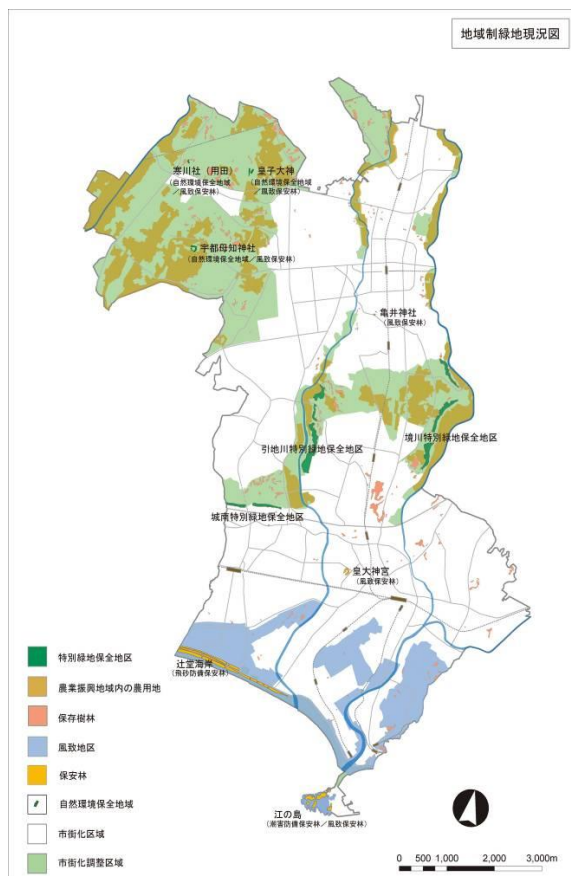 地域制緑地現況図
寒川社（用田）
（自然環境保全地域
／風致保安林）
皇子大神
（自然環境保全地域
／風致保安林）
宇都母知神社
（自然環境保全地域／風致保安林）
亀井神社
（風致保安林）
引地川特別緑地保全地区
境川特別緑地保全地区
城南特別緑地保全地区
皇大神宮
（風致保安林）
辻堂海岸
（飛砂防備保安林）
江の島
（潮害防備保安林／風致保安林）
特別緑地保全地区
農業振興地域内の農用地
保存樹林
風致地区
保安林
自然環境保全地域
市街化区域
市街化調整区域
0 500 1,000 2,000 3,000m